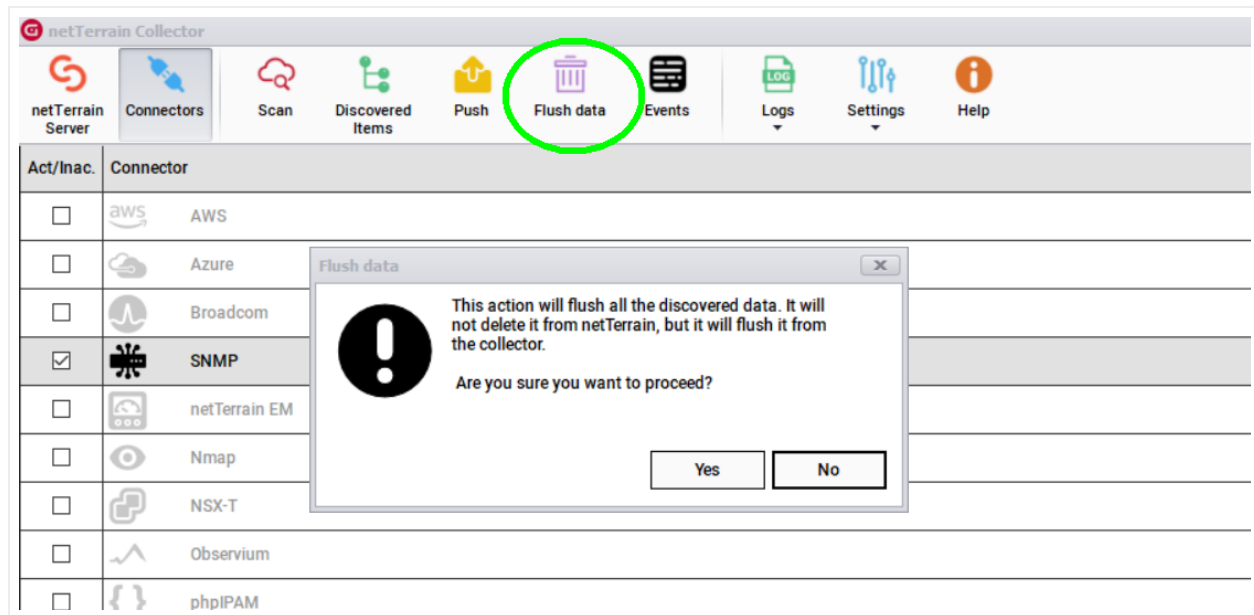 netTerrain Collector
netTerrain
Server
Connectors
Scan
Discovered
Items
Push
Flush data
Events
LOG
Logs
Settings
Help
Act/Inac.
Connector
aws
AWS
Azure
Broadcom
SNMP
netTerrain EM
Nmap
NSX-T
Observium
phpIPAM
Flush data
This action will flush all the discovered data. It will
not delete it from netTerrain, but it will flush it from
the collector.
Are you sure you want to proceed?
Yes
No